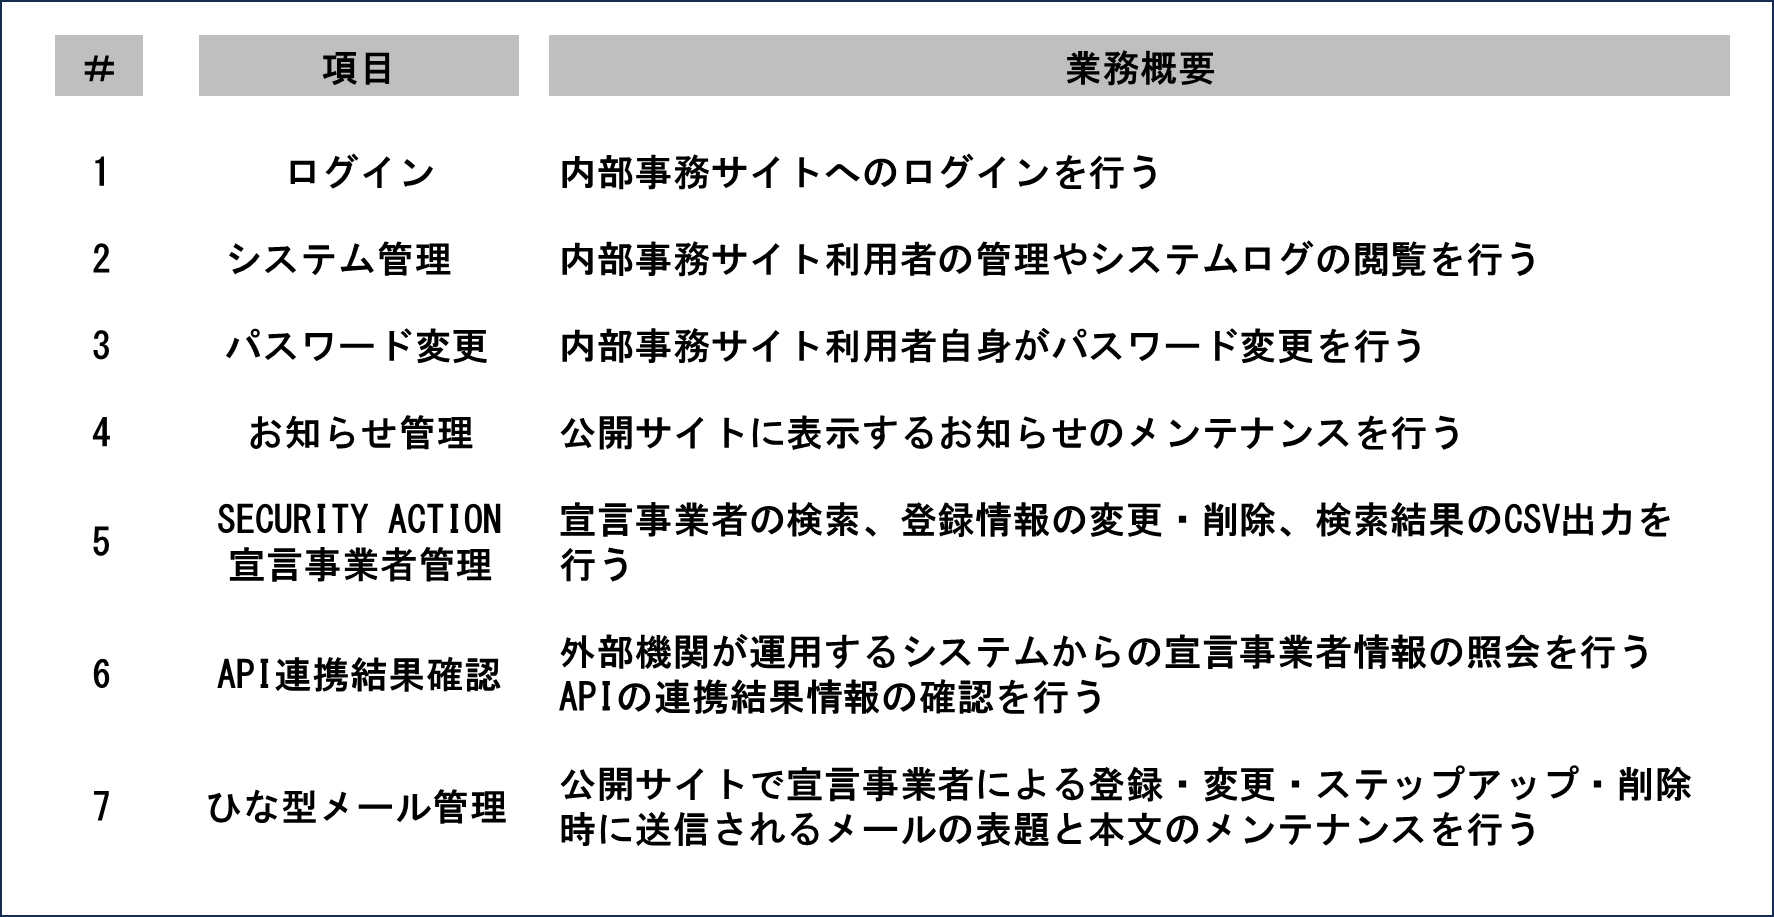 # 項目 業務概要
1 ログイン 内部事務サイトへのログインを行う
2 システム管理 内部事務サイト利用者の管理やシステムログの閲覧を行う
3 パスワード変更 内部事務サイト利用者自身がパスワード変更を行う
4 お知らせ管理 公開サイトに表示するお知らせのメンテナンスを行う
5
SECURITY ACTION
宣言事業者管理
宣言事業者の検索、登録情報の変更・削除、検索結果のCSV出力を
行う
6 API連携結果確認
外部機関が運用するシステムからの宣言事業者情報の照会を行う
APIの連携結果情報の確認を行う
7 ひな型メール管理
公開サイトで宣言事業者による登録・変更・ステップアップ・削除
時に送信されるメールの表題と本文のメンテナンスを行う